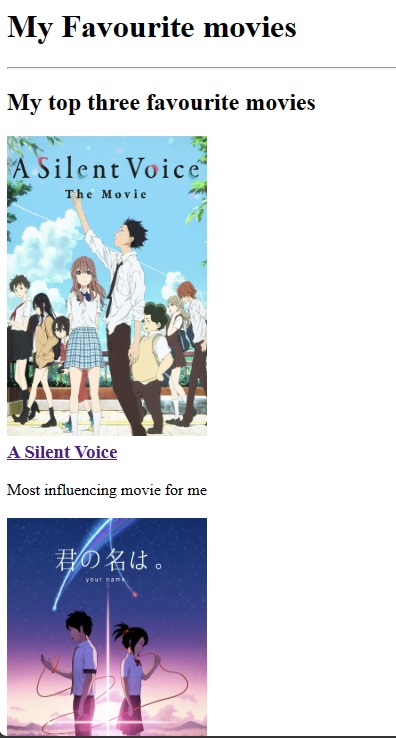 My Favourite movies
My top three favourite movies
A Silent Voice
The Movie
A Silent Voice
Most influencing movie for me
君の名は。
your name.